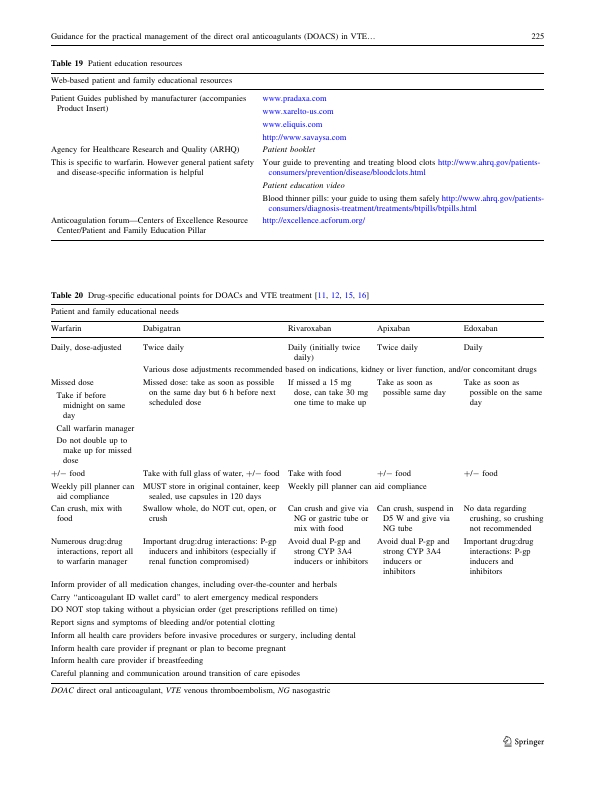 Guidance for the practical management of the direct oral anticoagulants (DOACS) in VTE… 225
Table 19 Patient education resources
Web-based patient and family educational resources
Patient Guides published by manufacturer (accompanies
Product Insert)
www.pradaxa.com
www.xarelto-us.com
www.eliquis.com
http://www.savaysa.com
Agency for Healthcare Research and Quality (ARHQ)
Patient booklet
This is specific to warfarin. However general patient safety
and disease-specific information is helpful
Your guide to preventing and treating blood clots http://www.ahrq.gov/patients-
consumers/prevention/disease/bloodclots.html
Patient education video
Blood thinner pills: your guide to using them safely http://www.ahrq.gov/patients-
consumers/diagnosis-treatment/treatments/btpills/btpills.html
Anticoagulation forum—Centers of Excellence Resource
Center/Patient and Family Education Pillar
http://excellence.acforum.org/
Table 20 Drug-specific educational points for DOACs and VTE treatment [11, 12, 15, 16]
Patient and family educational needs
Warfarin Dabigatran Rivaroxaban Apixaban Edoxaban
Daily, dose-adjusted
Twice daily
Daily (initially twice
daily)
Twice daily
Daily
Various dose adjustments recommended based on indications, kidney or liver function, and/or concomitant drugs
Missed dose
Take if before
midnight on same
day
Call warfarin manager
Do not double up to
make up for missed
dose
Missed dose: take as soon as possible
on the same day but 6 h before next
scheduled dose
If missed a 15 mg
dose, can take 30 mg
one time to make up
Take as soon as
possible same day
Take as soon as
possible on the same
day
+/− food
Take with full glass of water, +/− food
Take with food
+/− food
+/− food
Weekly pill planner can
aid compliance
MUST store in original container, keep
sealed, use capsules in 120 days
Weekly pill planner can aid compliance
Can crush, mix with
food
Swallow whole, do NOT cut, open, or
crush
Can crush and give via
NG or gastric tube or
mix with food
Can crush, suspend in
D5 W and give via
NG tube
No data regarding
crushing, so crushing
not recommended
Numerous drug:drug
interactions, report all
to warfarin manager
Important drug:drug interactions: P-gp
inducers and inhibitors (especially if
renal function compromised)
Avoid dual P-gp and
strong CYP 3A4
inducers or inhibitors
Avoid dual P-gp and
strong CYP 3A4
inducers or
inhibitors
Important drug:drug
interactions: P-gp
inducers and
inhibitors
Inform provider of all medication changes, including over-the-counter and herbals
Carry “anticoagulant ID wallet card” to alert emergency medical responders
DO NOT stop taking without a physician order (get prescriptions refilled on time)
Report signs and symptoms of bleeding and/or potential clotting
Inform all health care providers before invasive procedures or surgery, including dental
Inform health care provider if pregnant or plan to become pregnant
Inform health care provider if breastfeeding
Careful planning and communication around transition of care episodes
DOAC direct oral anticoagulant, VTE venous thromboembolism, NG nasogastric
Springer